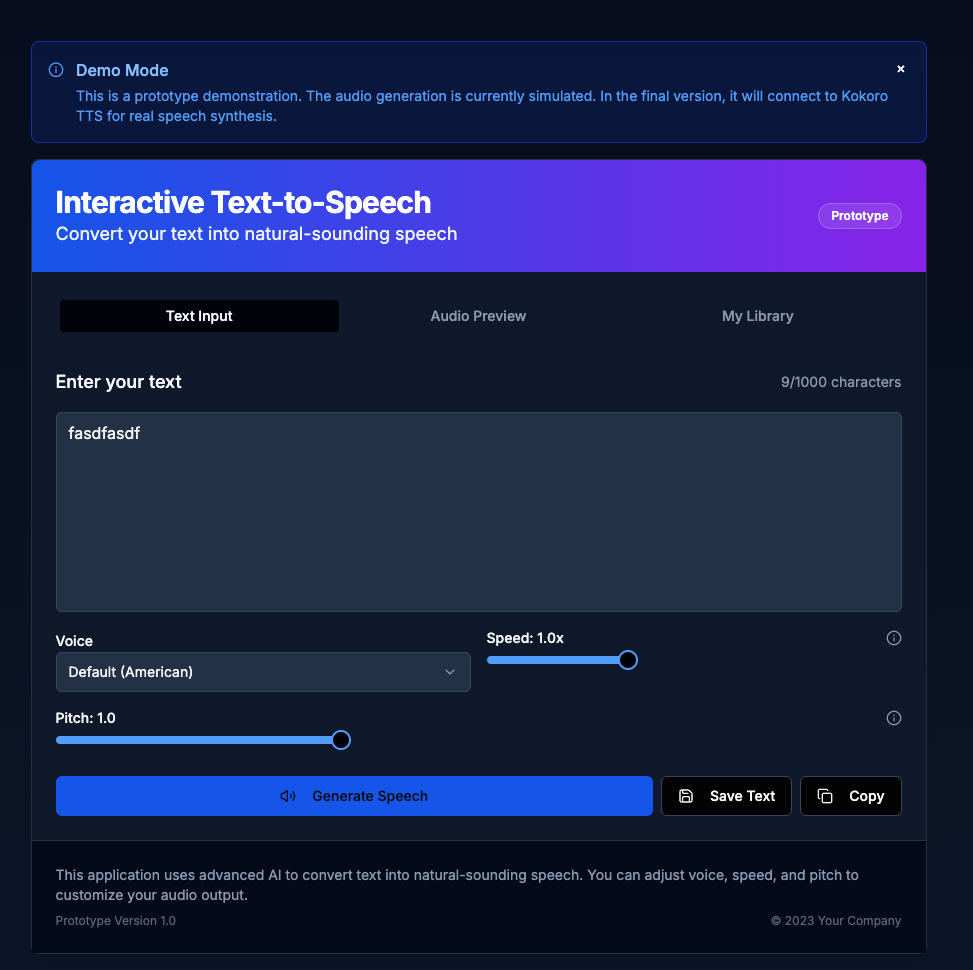 Demo Mode
This is a prototype demonstration. The audio generation is currently simulated. In the final version, it will connect to Kokoro
TTS for real speech synthesis.
Interactive Text-to-Speech
Convert your text into natural-sounding speech
Prototype
Text Input
Audio Preview
My Library
Enter your text
9/1000 characters
fasdfasdf
Voice
Speed: 1.0x
Default (American)
Pitch: 1.0
Generate Speech
Save Text
Copy
This application uses advanced AI to convert text into natural-sounding speech. You can adjust voice, speed, and pitch to
customize your audio output.
Prototype Version 1.0
© 2023 Your Company